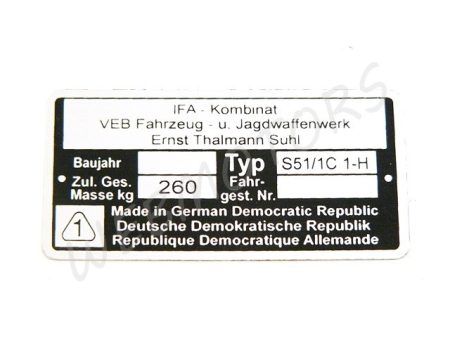 IFA - Kombinat
VEB Fahrzeug - u. Jagdwaffenwerk
Ernst Thalmann Suhl
Baujahr Typ S51/1C 1-H
Zul. Ges. Masse kg 260 Fahr- gest. Nr.
1 Made in German Democratic Republic
Deutsche Demokratische Republik
Republique Democratique Allemande